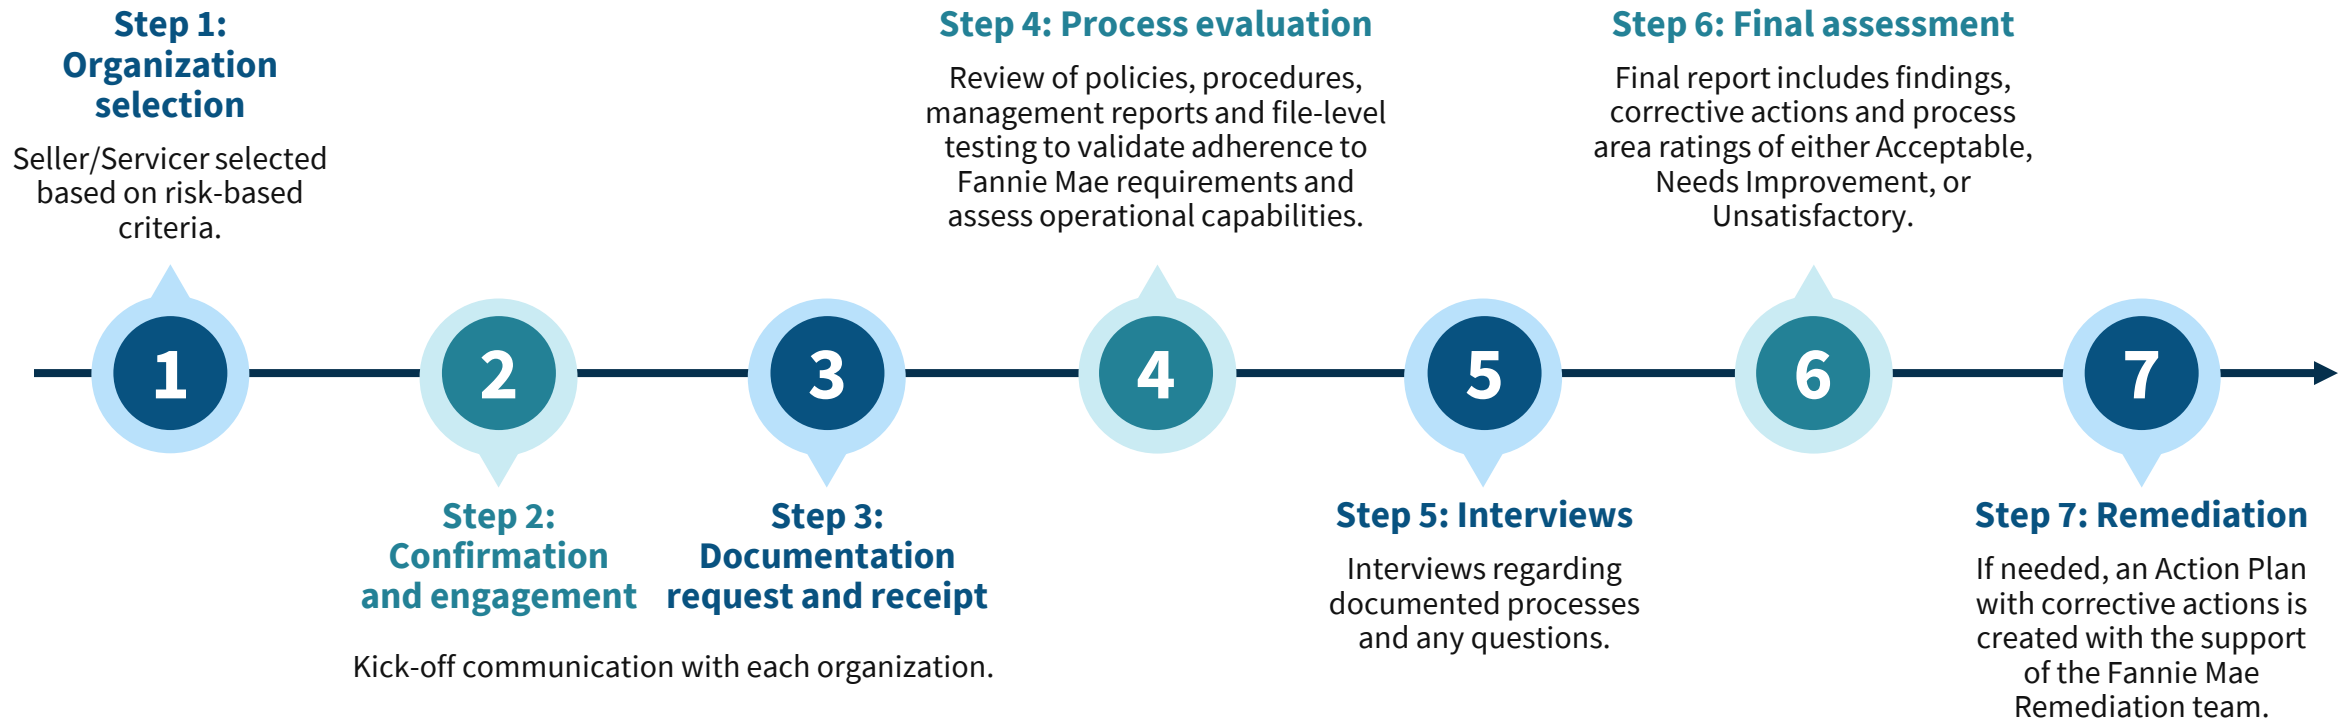 Step 1:
Organization
selection
Seller/Servicer selected
based on risk-based
criteria.
Step 4: Process evaluation
Review of policies, procedures,
management reports and file-level
testing to validate adherence to
Fannie Mae requirements and
assess operational capabilities.
Step 6: Final assessment
Final report includes findings,
corrective actions and process
area ratings of either Acceptable,
Needs Improvement, or
Unsatisfactory.
1
2
3
4
5
6
7
Step 2:
Confirmation
and engagement
Step 3:
Documentation
request and receipt
Kick-off communication with each organization.
Step 5: Interviews
Interviews regarding
documented processes
and any questions.
Step 7: Remediation
If needed, an Action Plan
with corrective actions is
created with the support
of the Fannie Mae
Remediation team.